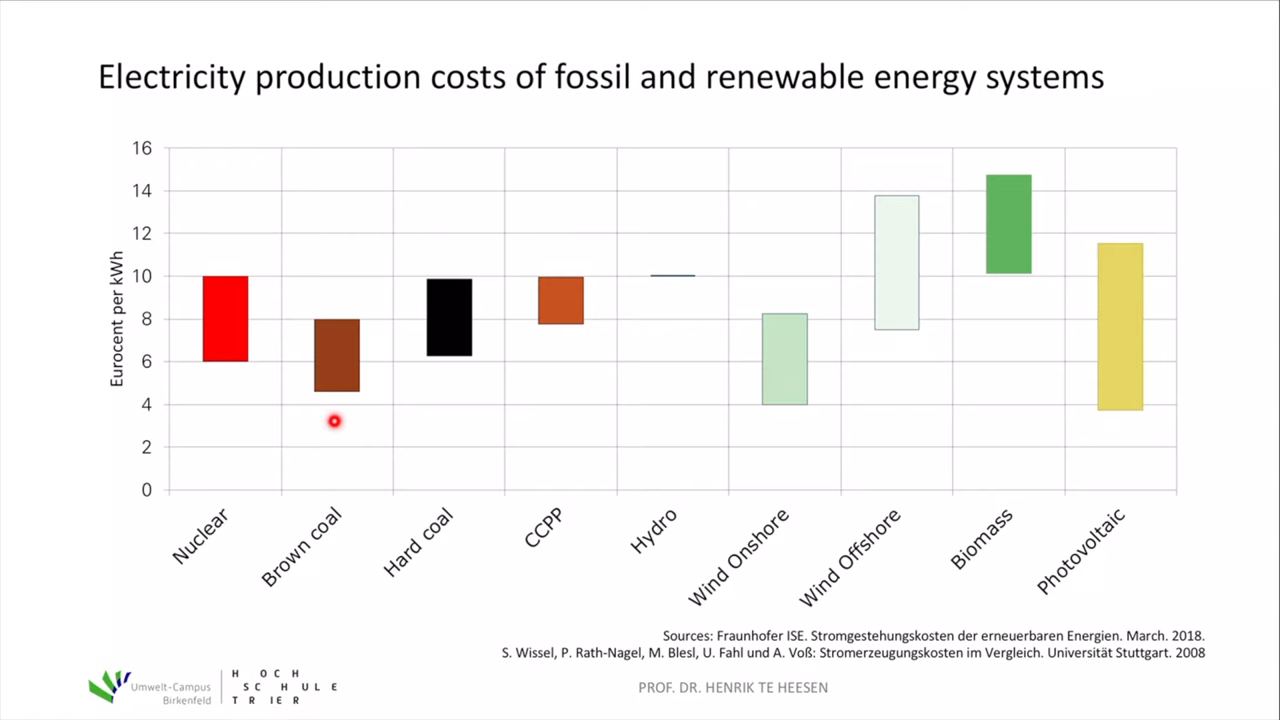 Electricity production costs of fossil and renewable energy systems
Eurocent per kWh
16
14
12
10
8
6
4
2
0
Nuclear
Brown coal
Hard coal
CCPP
Hydro
Wind Onshore
Wind Offshore
Biomass
Photovoltaic
Sources: Fraunhofer ISE. Stromgestehungskosten der erneuerbaren Energien. March. 2018.
S. Wissel, P. Rath-Nagel, M. Blesl, U. Fahl und A. Voß: Stromerzeugungskosten im Vergleich. Universität Stuttgart. 2008
Umwelt-Campus
Birkenfeld
H O C H
S C H U L E
T R I E R
PROF. DR. HENRIK TE HEESEN